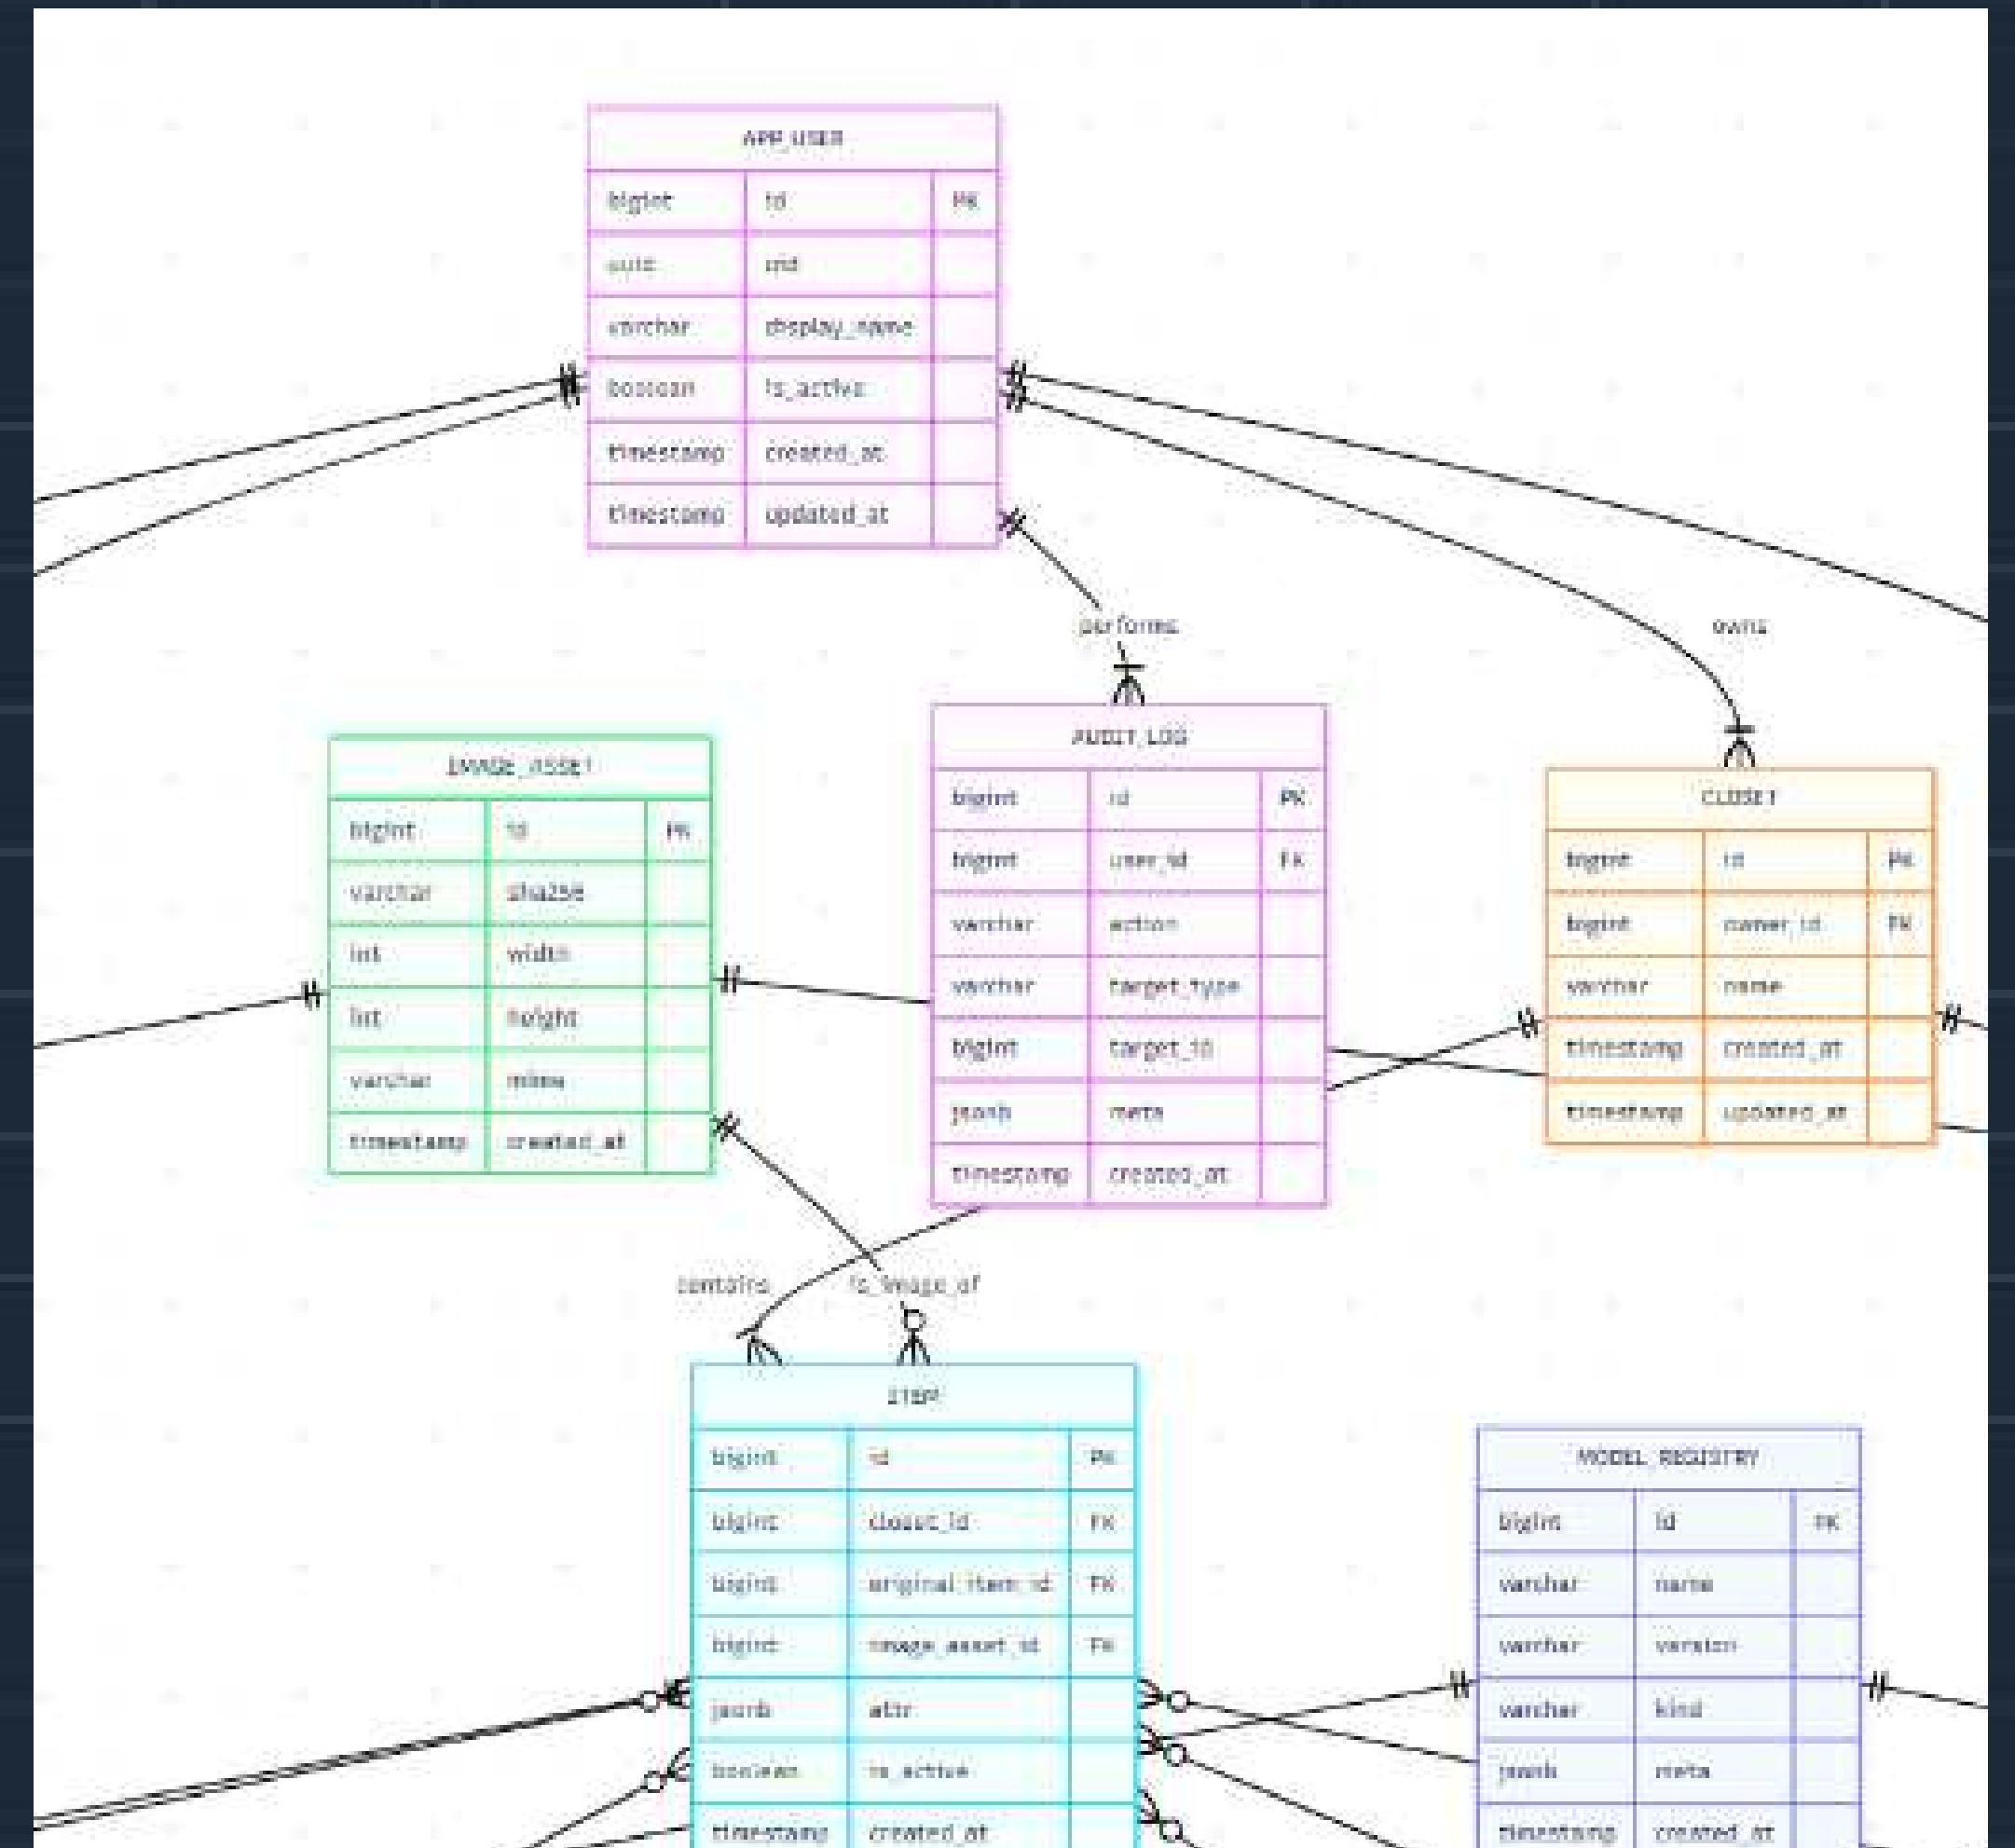 APP_USER
bigint id PK
uuid uid
varchar display_name
boolean is_active
timestamp created_at
timestamp updated_at
performs
owns
IMAGE_ASSET
bigint id PK
varchar sha256
int width
int height
varchar mime
timestamp created_at
AUDIT_LOG
bigint id PK
bigint user_id FK
varchar action
varchar target_type
bigint target_id
jsonb meta
timestamp created_at
CLOSET
bigint id PK
bigint owner_id FK
varchar name
timestamp created_at
timestamp updated_at
contains
is_image_of
ITEM
bigint id PK
bigint closet_id FK
bigint original_item_id FK
bigint image_asset_id FK
jsonb attr
boolean is_active
timestamp created_at
MODEL_REGISTRY
bigint id PK
varchar name
varchar version
varchar kind
jsonb meta
timestamp created_at